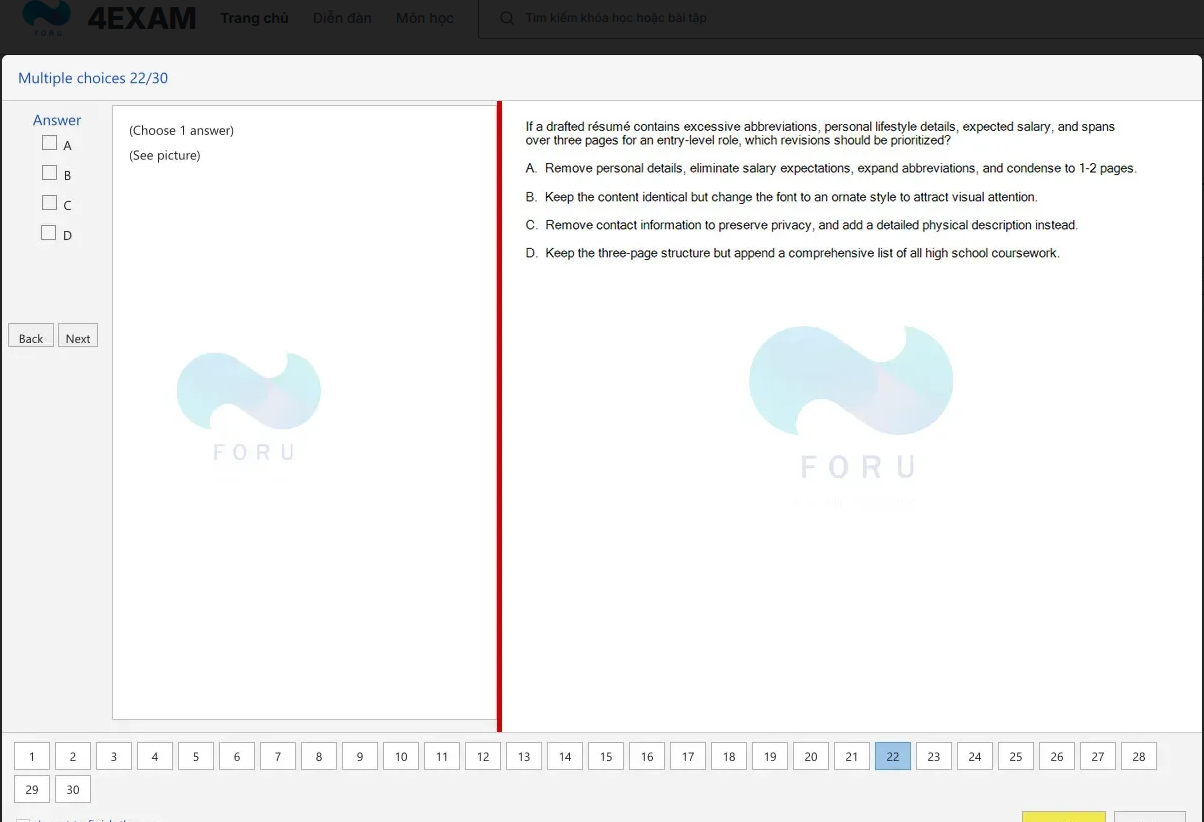 FORU
4EXAM
Trang chủ
Diễn đàn
Môn học
Tìm kiếm khóa học hoặc bài tập
Multiple choices 22/30
Answer
A
B
C
D
Back
Next
(Choose 1 answer)
(See picture)
FORU
If a drafted résumé contains excessive abbreviations, personal lifestyle details, expected salary, and spans
over three pages for an entry-level role, which revisions should be prioritized?
A. Remove personal details, eliminate salary expectations, expand abbreviations, and condense to 1-2 pages.
B. Keep the content identical but change the font to an ornate style to attract visual attention.
C. Remove contact information to preserve privacy, and add a detailed physical description instead.
D. Keep the three-page structure but append a comprehensive list of all high school coursework.
FORU
1 2 3 4 5 6 7 8 9 10 11 12 13 14 15 16 17 18 19 20 21 22 23 24 25 26 27 28
29 30